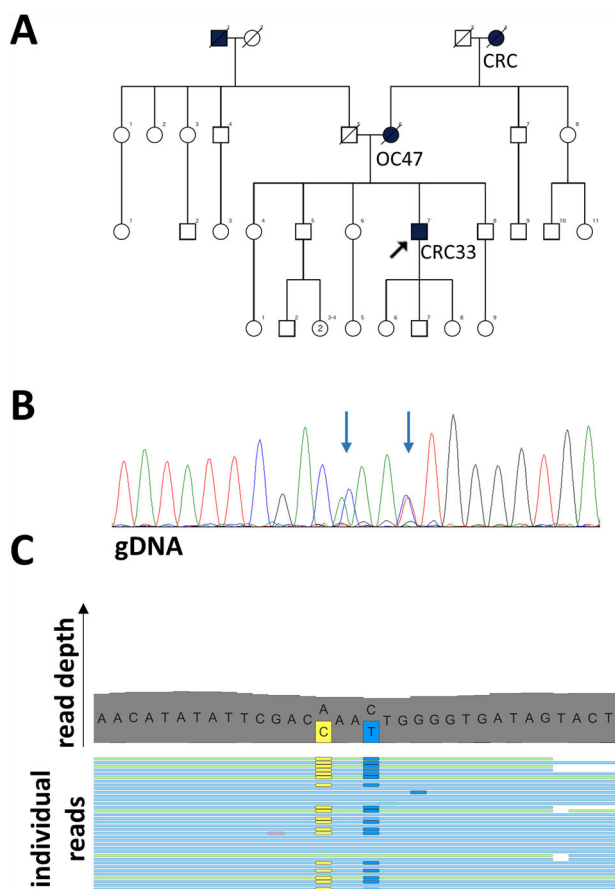 A
1 2 3 4
CRC
1 2 3 4 5 6 7 8
OC47
1 2 3 4 5 6 7 8 9 10 11
CRC33
1 2 3-4 5 6 7 8 9
2
B
gDNA
C
read depth
A C
A A C A T A T A T T C G A C A A T G G G G T G A T A G T A C T
C T
individual
reads